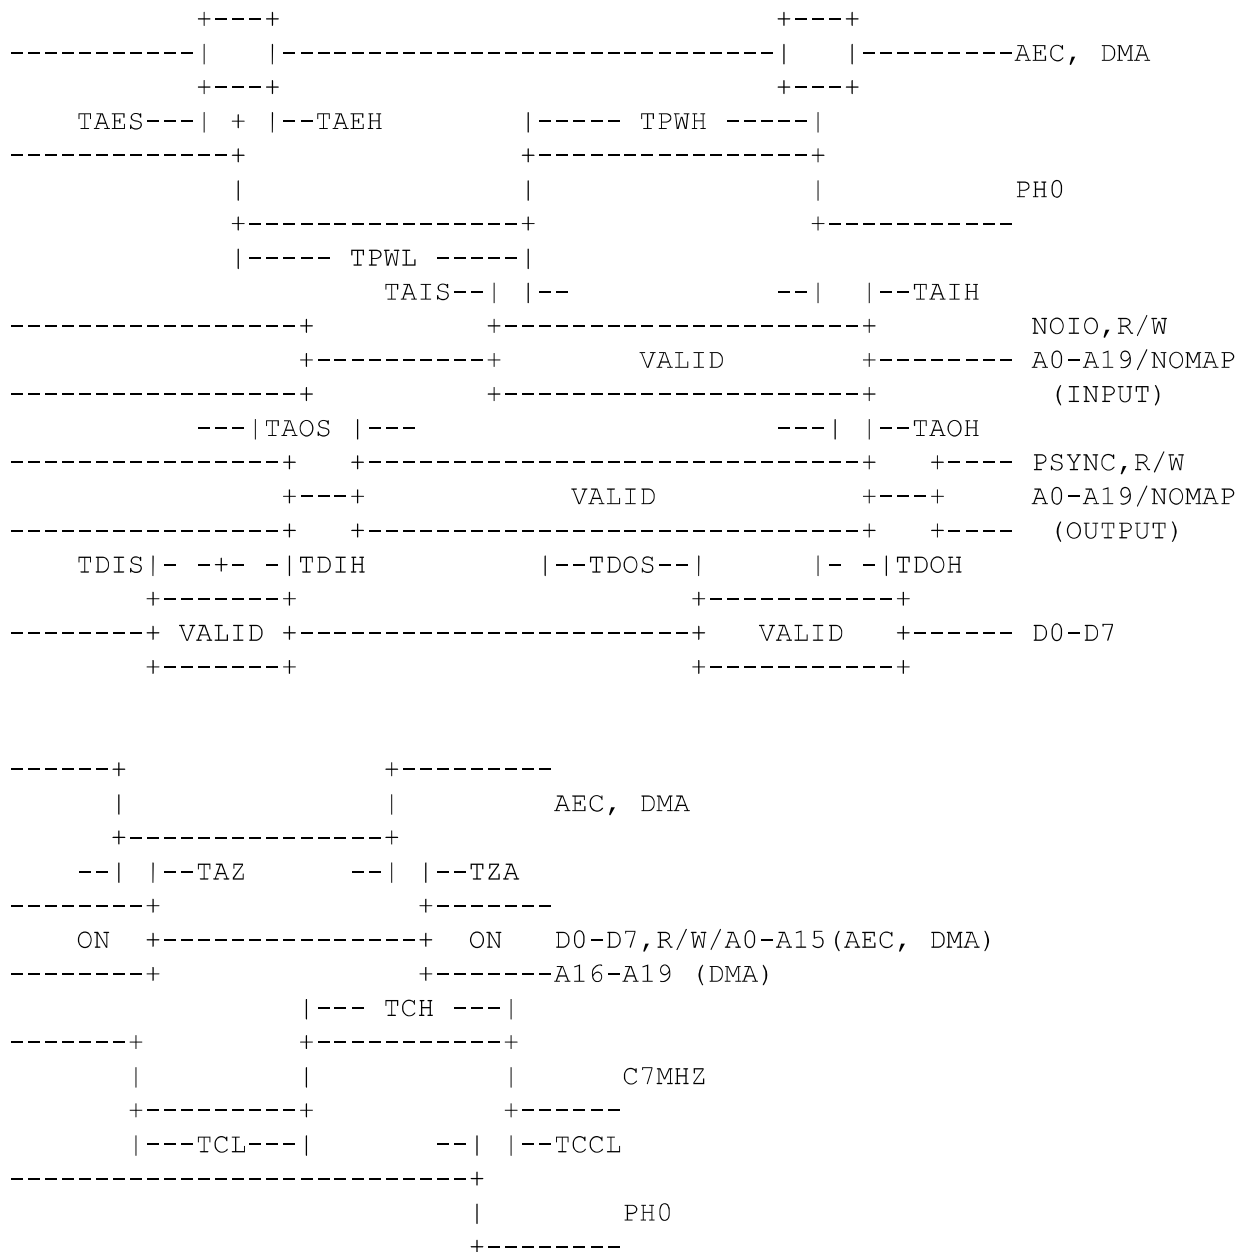 AEC, DMA
TAES TAEH TPWH
PH0
TPWL
TAIS TAIH
NOIO,R/W
VALID A0-A19/NOMAP
(INPUT)
TAOS TAOH
PSYNC,R/W
VALID A0-A19/NOMAP
(OUTPUT)
TDIS TDIH TDOS TDOH
VALID VALID D0-D7
AEC, DMA
TAZ TZA
ON ON D0-D7,R/W/A0-A15(AEC, DMA)
A16-A19 (DMA)
TCH
C7MHZ
TCL TCCL
PH0